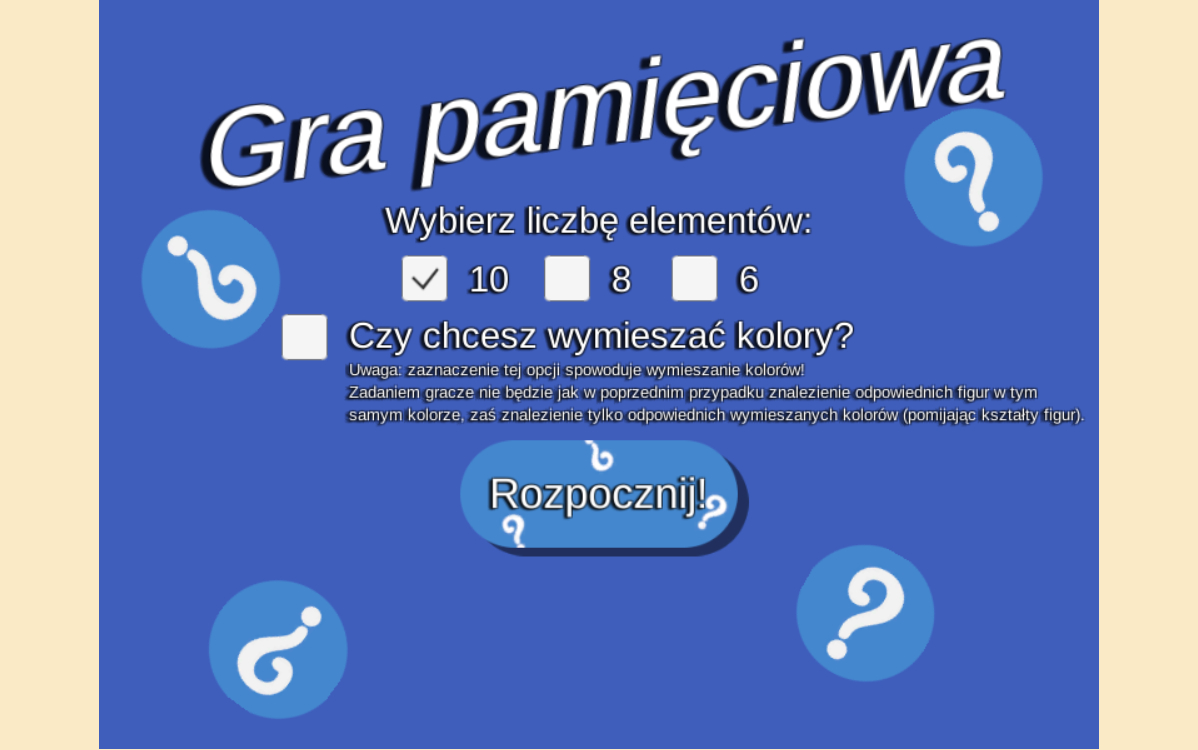 Gra pamięciowa
Wybierz liczbę elementów:
10 8 6
Czy chcesz wymieszać kolory?
Uwaga: zaznaczenie tej opcji spowoduje wymieszanie kolorów!
Zadaniem gracze nie będzie jak w poprzednim przypadku znalezienie odpowiednich figur w tym
samym kolorze, zaś znalezienie tylko odpowiednich wymieszanych kolorów (pomijając kształty figur).
Rozpocznij!